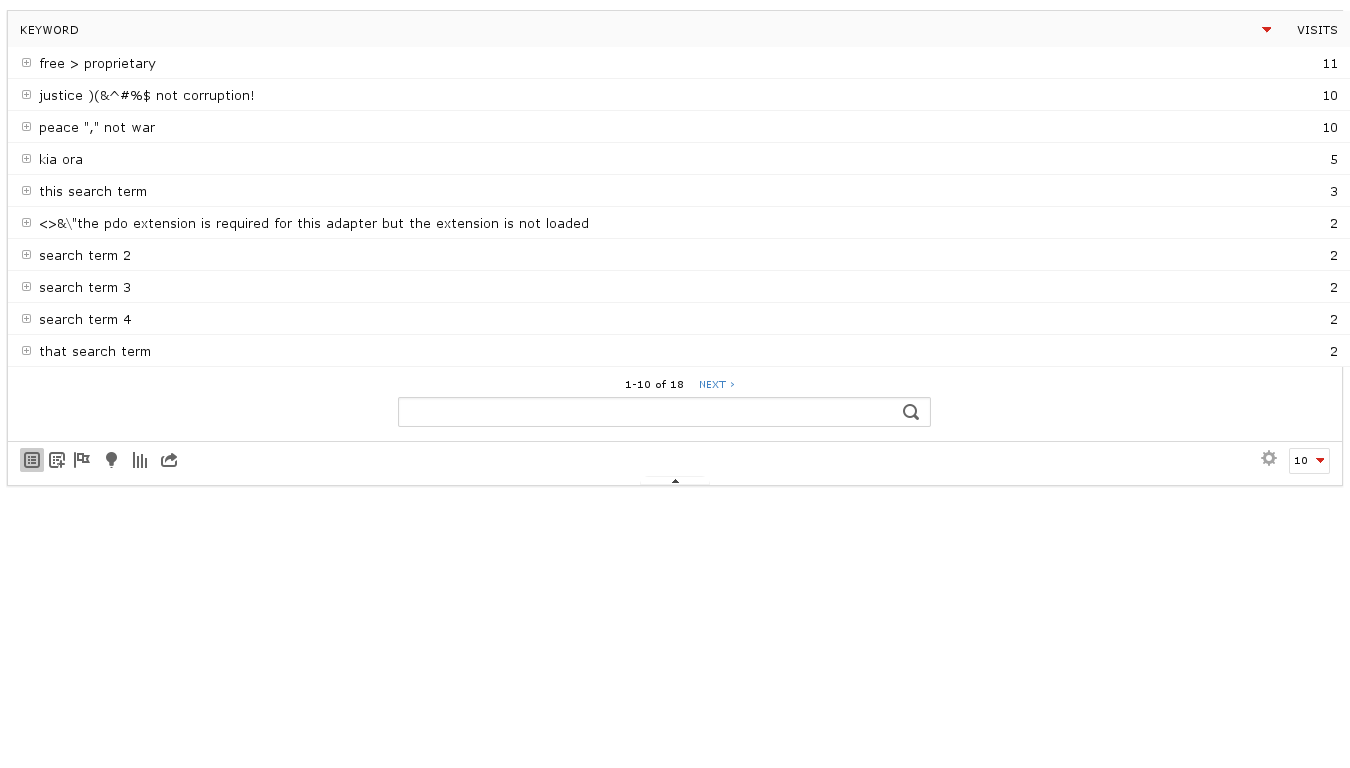 KEYWORD VISITS
free > proprietary 11
justice )(&^#%$ not corruption! 10
peace "," not war 10
kia ora 5
this search term 3
<>&\"the pdo extension is required for this adapter but the extension is not loaded 2
search term 2 2
search term 3 2
search term 4 2
that search term 2
1-10 of 18 NEXT ›
10